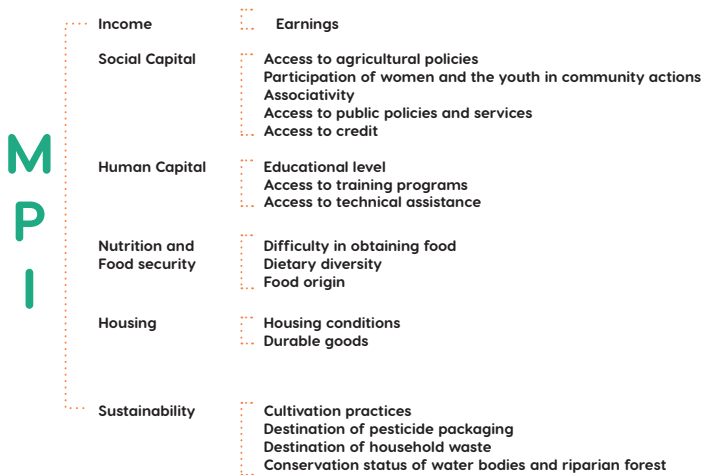 M
P
I
Income
Earnings
Social Capital
Access to agricultural policies
Participation of women and the youth in community actions
Associativity
Access to public policies and services
Access to credit
Human Capital
Educational level
Access to training programs
Access to technical assistance
Nutrition and
Food security
Difficulty in obtaining food
Dietary diversity
Food origin
Housing
Housing conditions
Durable goods
Sustainability
Cultivation practices
Destination of pesticide packaging
Destination of household waste
Conservation status of water bodies and riparian forest